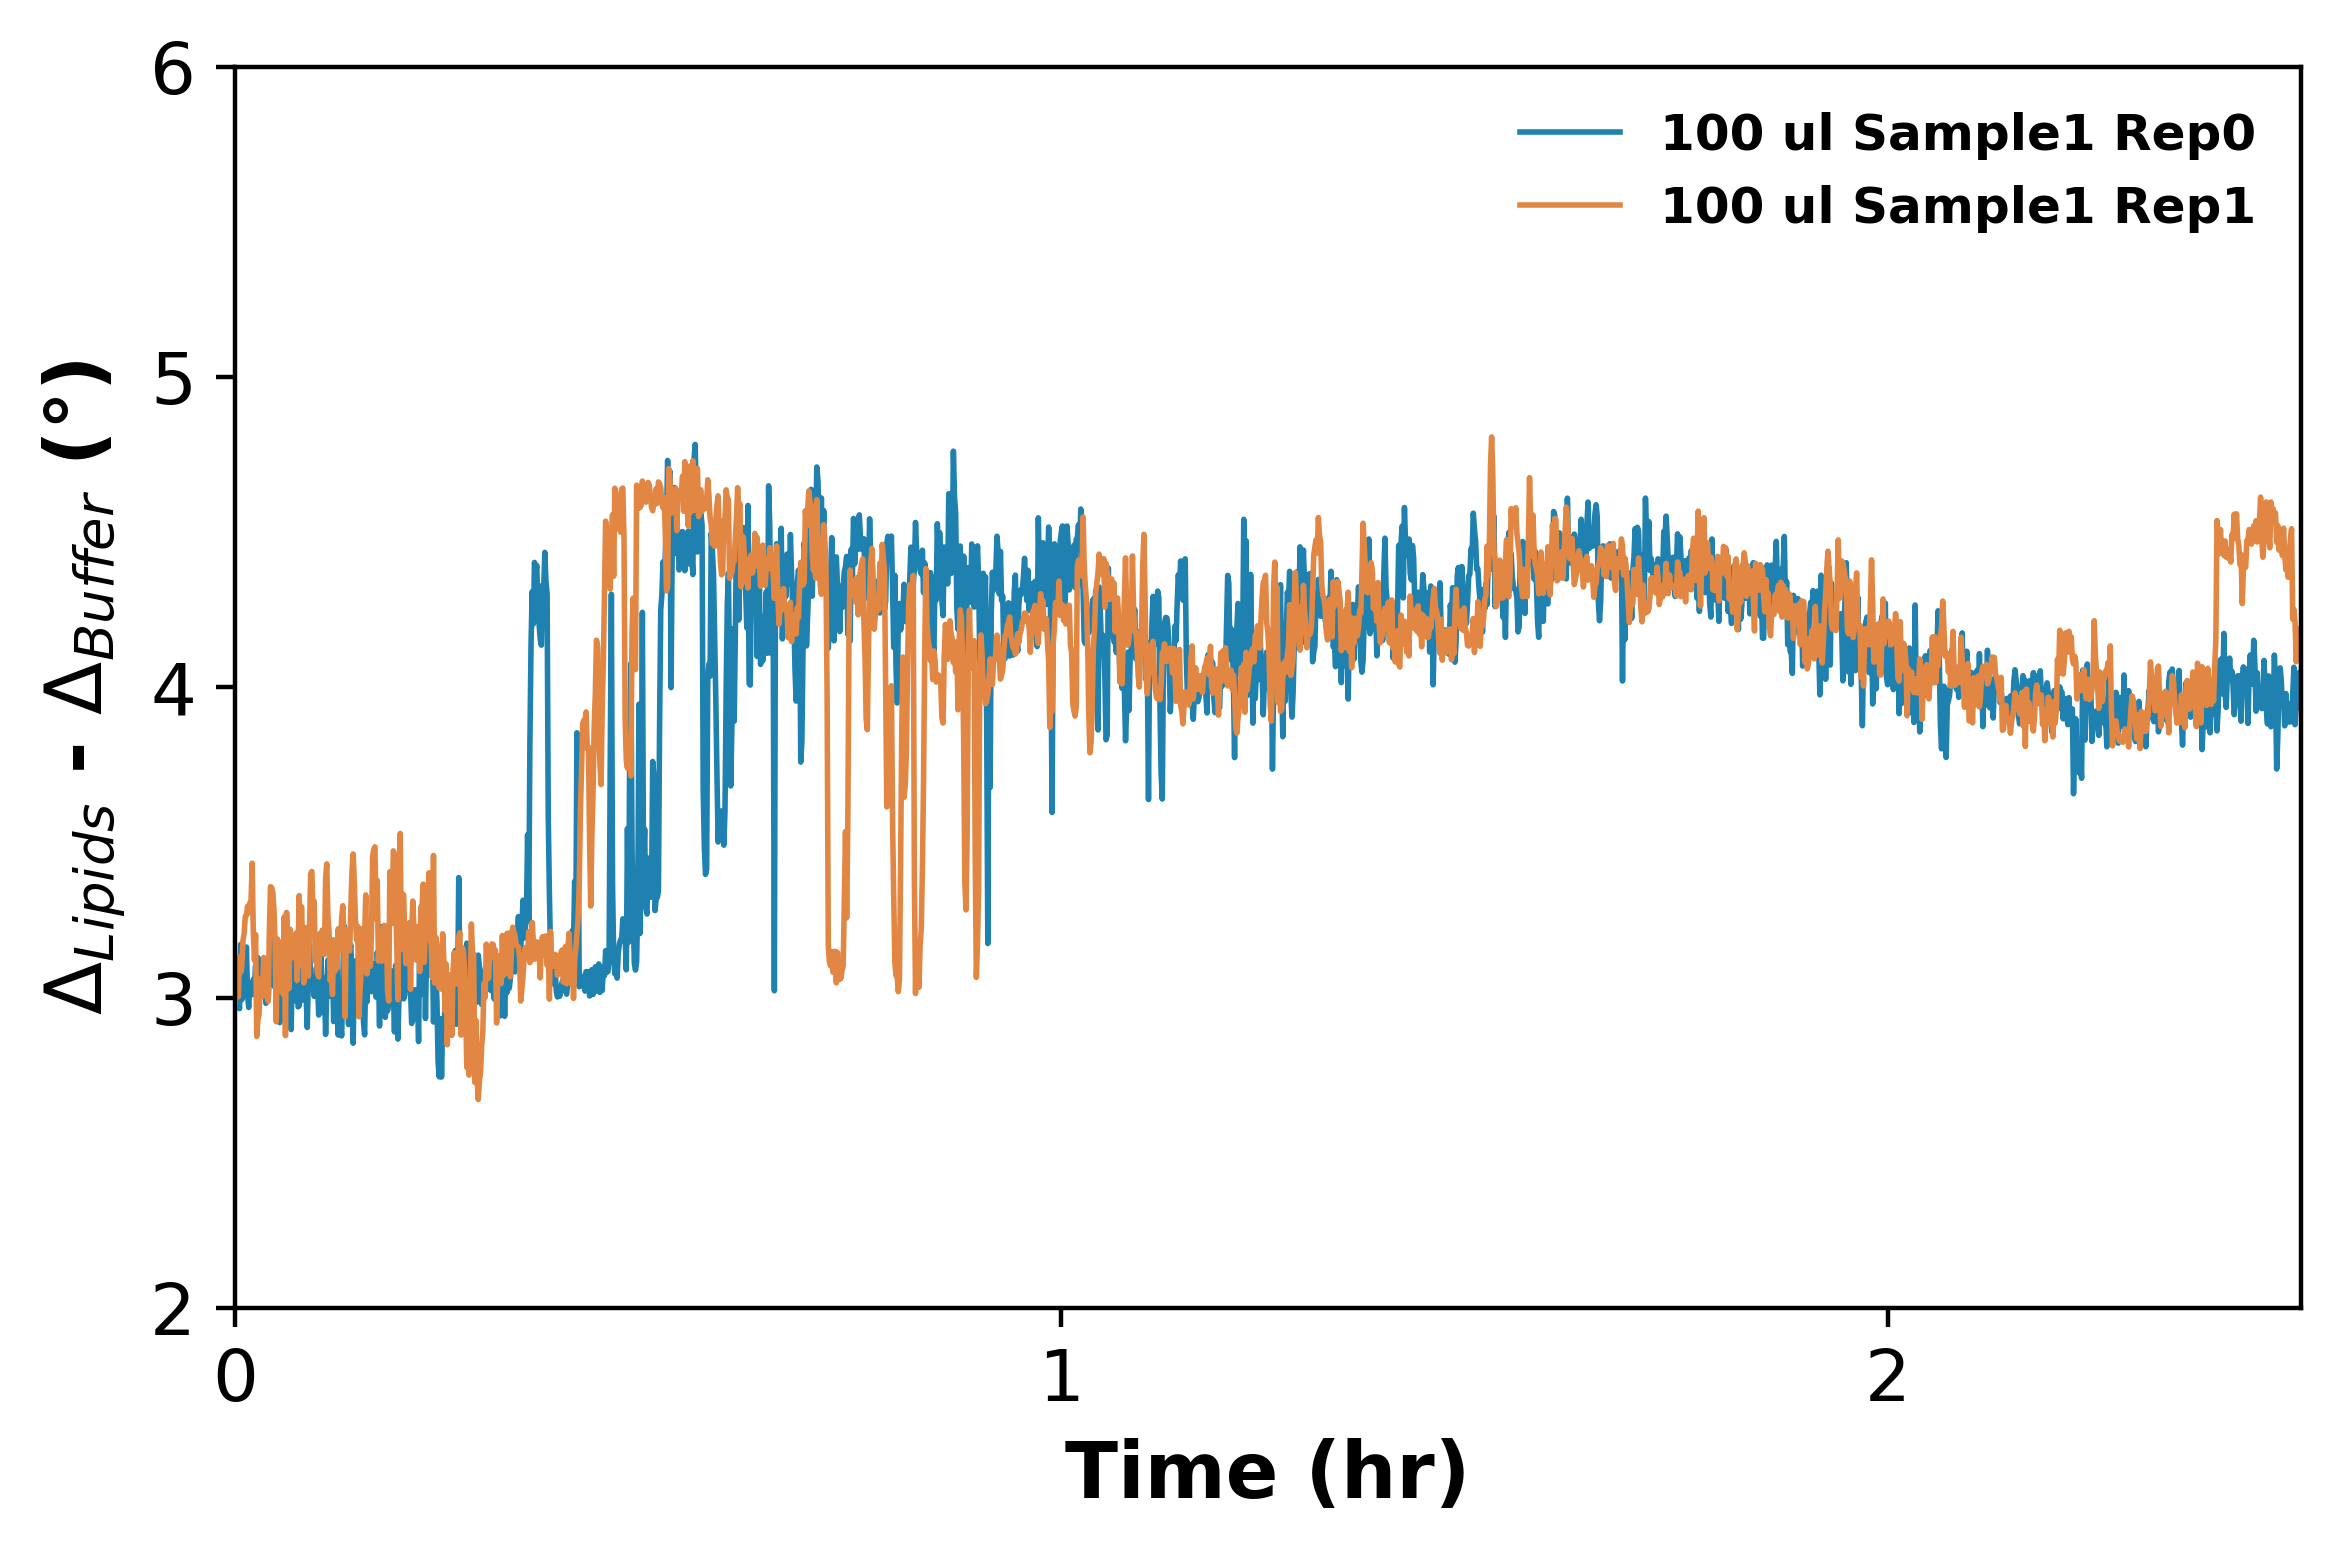 Δ_Lipids - Δ_Buffer (°)
6
5
4
3
2
0 1 2
Time (hr)
100 ul Sample1 Rep0
100 ul Sample1 Rep1